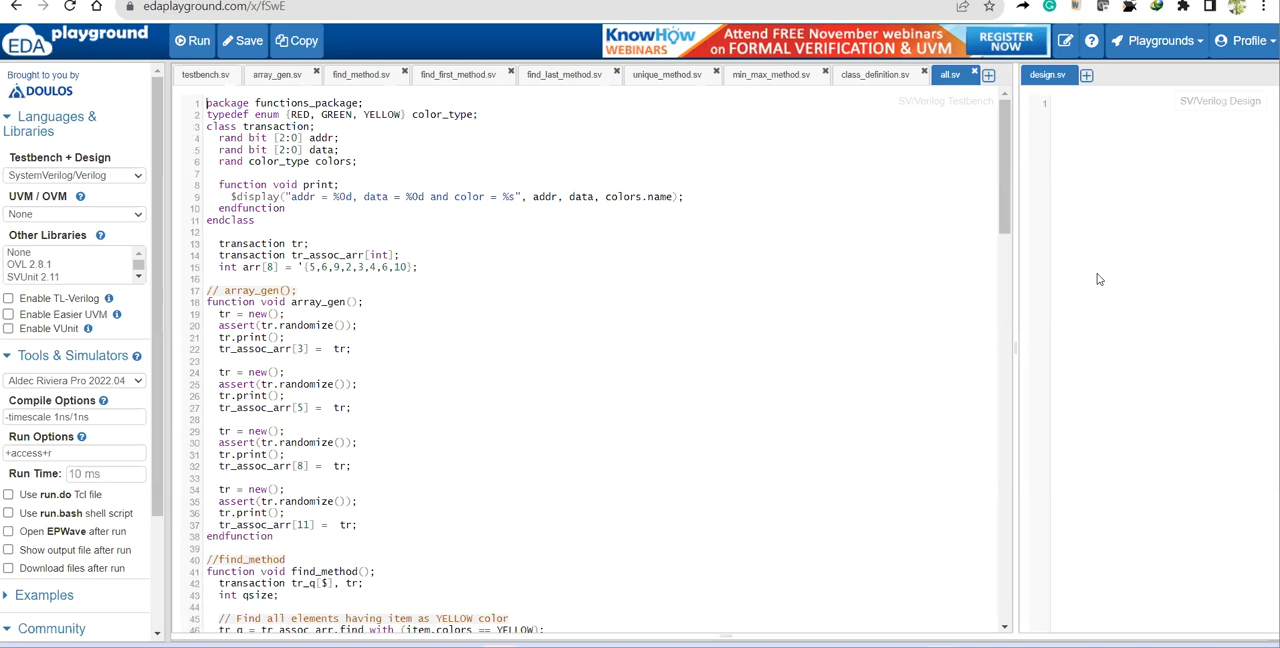 edaplayground.com/x/fSwE
EDA playground
Run Save Copy
KnowHow WEBINARS
Attend FREE November webinars
on FORMAL VERIFICATION & UVM
REGISTER NOW
Playgrounds Profile
Brought to you by
DOULOS
Languages & Libraries
Testbench + Design
SystemVerilog/Verilog
UVM / OVM
None
Other Libraries
None
OVL 2.8.1
SVUnit 2.11
Enable TL-Verilog
Enable Easier UVM
Enable VUnit
Tools & Simulators
Aldec Riviera Pro 2022.04
Compile Options
-timescale 1ns/1ns
Run Options
+access+r
Run Time: 10 ms
Use run.do Tcl file
Use run.bash shell script
Open EPWave after run
Show output file after run
Download files after run
Examples
Community
testbench.sv array_gen.sv find_method.sv find_first_method.sv find_last_method.sv unique_method.sv min_max_method.sv class_definition.sv all.sv
SV/Verilog Testbench
1 package functions_package;
2 typedef enum {RED, GREEN, YELLOW} color_type;
3 class transaction;
4 rand bit [2:0] addr;
5 rand bit [2:0] data;
6 rand color_type colors;
7
8 function void print;
9 $display("addr = %0d, data = %0d and color = %s", addr, data, colors.name);
10 endfunction
11 endclass
12
13 transaction tr;
14 transaction tr_assoc_arr[int];
15 int arr[8] = '{5,6,9,2,3,4,6,10};
16
17 // array_gen();
18 function void array_gen();
19 tr = new();
20 assert(tr.randomize());
21 tr.print();
22 tr_assoc_arr[3] = tr;
23
24 tr = new();
25 assert(tr.randomize());
26 tr.print();
27 tr_assoc_arr[5] = tr;
28
29 tr = new();
30 assert(tr.randomize());
31 tr.print();
32 tr_assoc_arr[8] = tr;
33
34 tr = new();
35 assert(tr.randomize());
36 tr.print();
37 tr_assoc_arr[11] = tr;
38 endfunction
39
40 //find_method
41 function void find_method();
42 transaction tr_q[$], tr;
43 int qsize;
44
45 // Find all elements having item as YELLOW color
46 tr_q = tr_assoc_arr.find with (item.colors == YELLOW);
design.sv
1
SV/Verilog Design